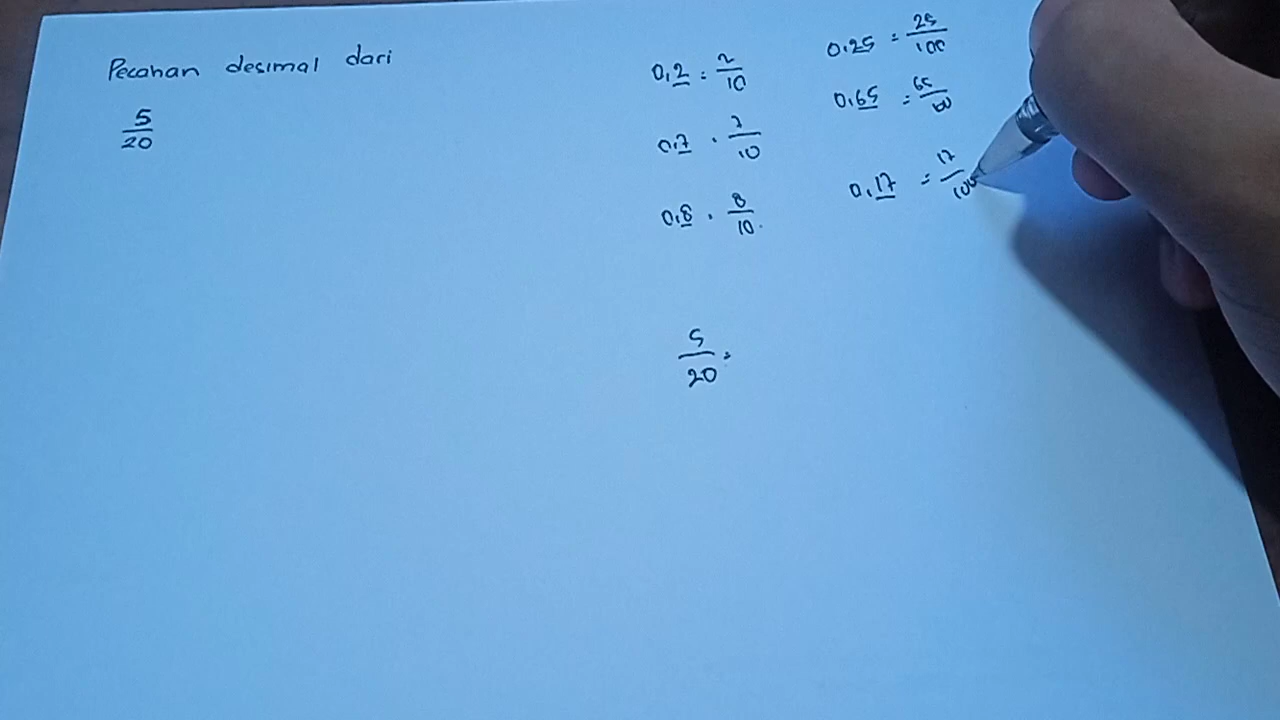 Pecahan desimal dari
5/20
0,2 = 2/10
0,7 = 7/10
0,8 = 8/10.
0.25 = 25/100
0.65 = 65/100
0.17 = 17/100
5/20 =